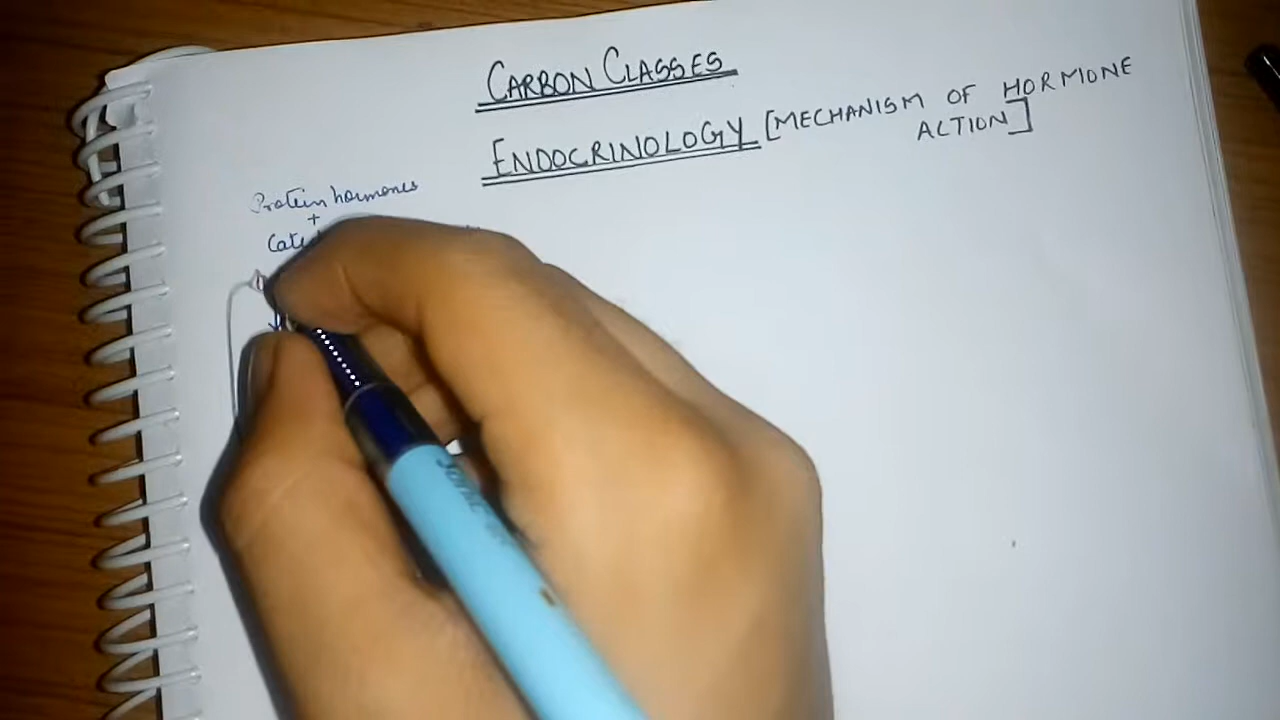 CARBON CLASSES
ENDOCRINOLOGY [MECHANISM OF HORMONE
ACTION]
Protein hormones
+